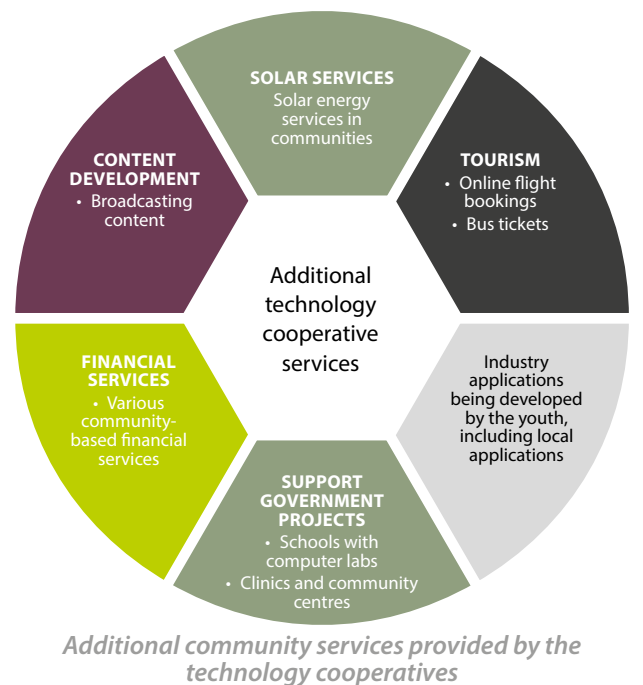 SOLAR SERVICES
Solar energy
services in
communities
TOURISM
• Online flight
bookings
• Bus tickets
Industry
applications
being developed
by the youth,
including local
applications
SUPPORT
GOVERNMENT
PROJECTS
• Schools with
computer labs
• Clinics and community
centres
FINANCIAL
SERVICES
• Various
community-
based financial
services
CONTENT
DEVELOPMENT
• Broadcasting
content
Additional
technology
cooperative
services
Additional community services provided by the
technology cooperatives